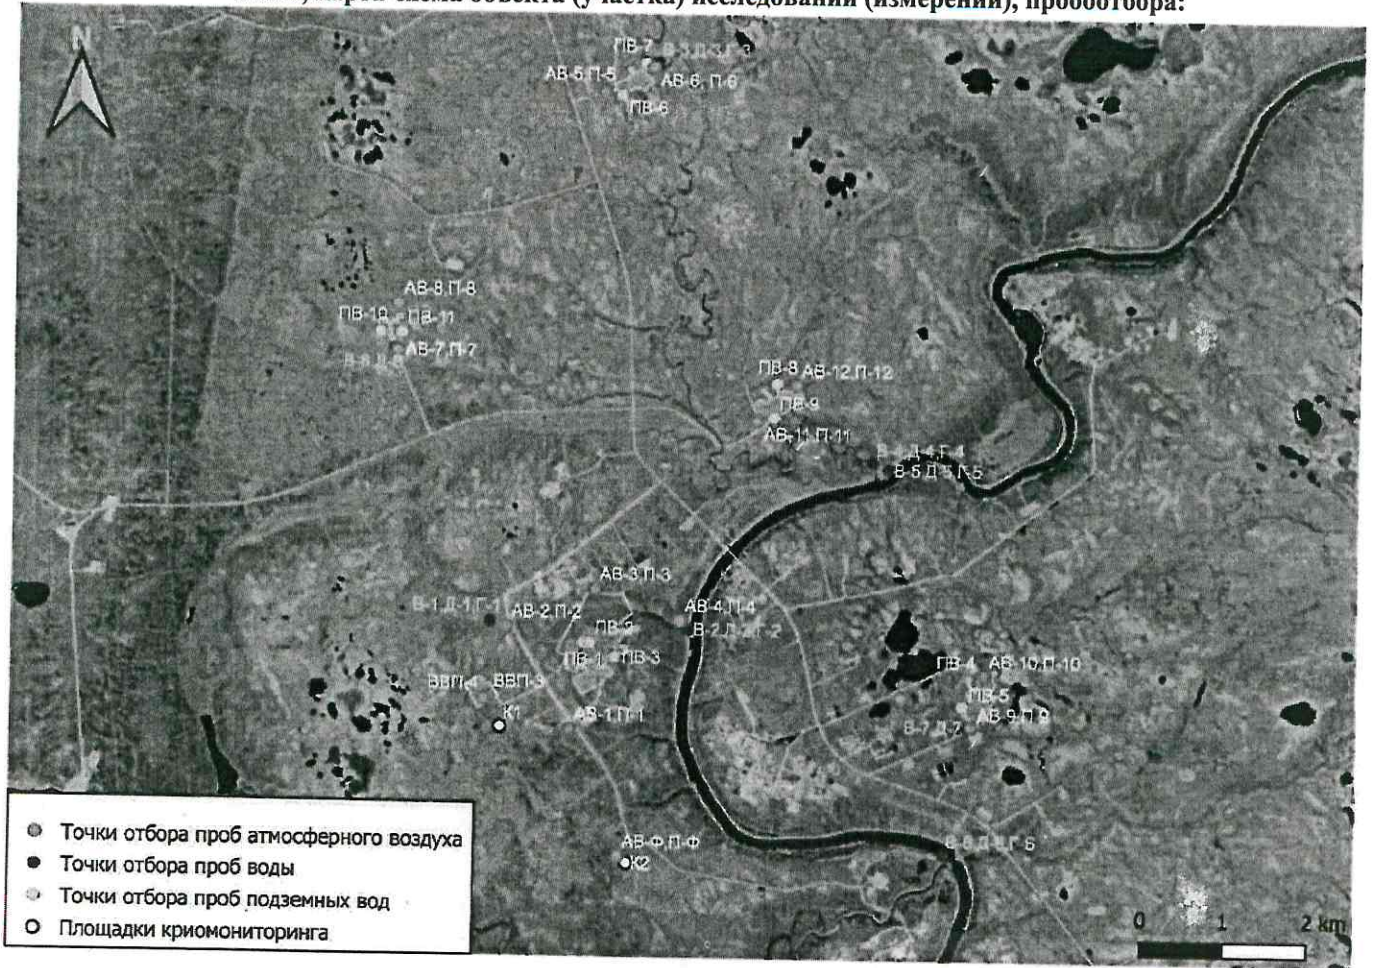 карта-схема объекта (участка) исследований (измерений), пробоотбора:
N
ПВ-7
АВ-5,П-5
АВ-6, П-6
ПВ-6
АВ-8,П-8
ПВ-10
ПВ-11
АВ-7,П-7
ПВ-8
АВ-12,П-12
ПВ-9
АВ-11,П-11
В-5,Д-5,Г-5
АВ-3,П-3
В-1,Д-1,Г-1
АВ-2,П-2
АВ-4,П-4
В-2,Д-2,Г-2
ПВ-2
ПВ-1
ПВ-3
ПВ-4
АВ-10,П-10
ВВП-4
ВВП-3
ПВ-5
К1
АВ-1,П-1
АВ-9,П-9
В-7,Д-7
АВ-Ф,П-Ф
К2
Точки отбора проб атмосферного воздуха
Точки отбора проб воды
Точки отбора проб подземных вод
Площадки криомониторинга
0 1 2 km